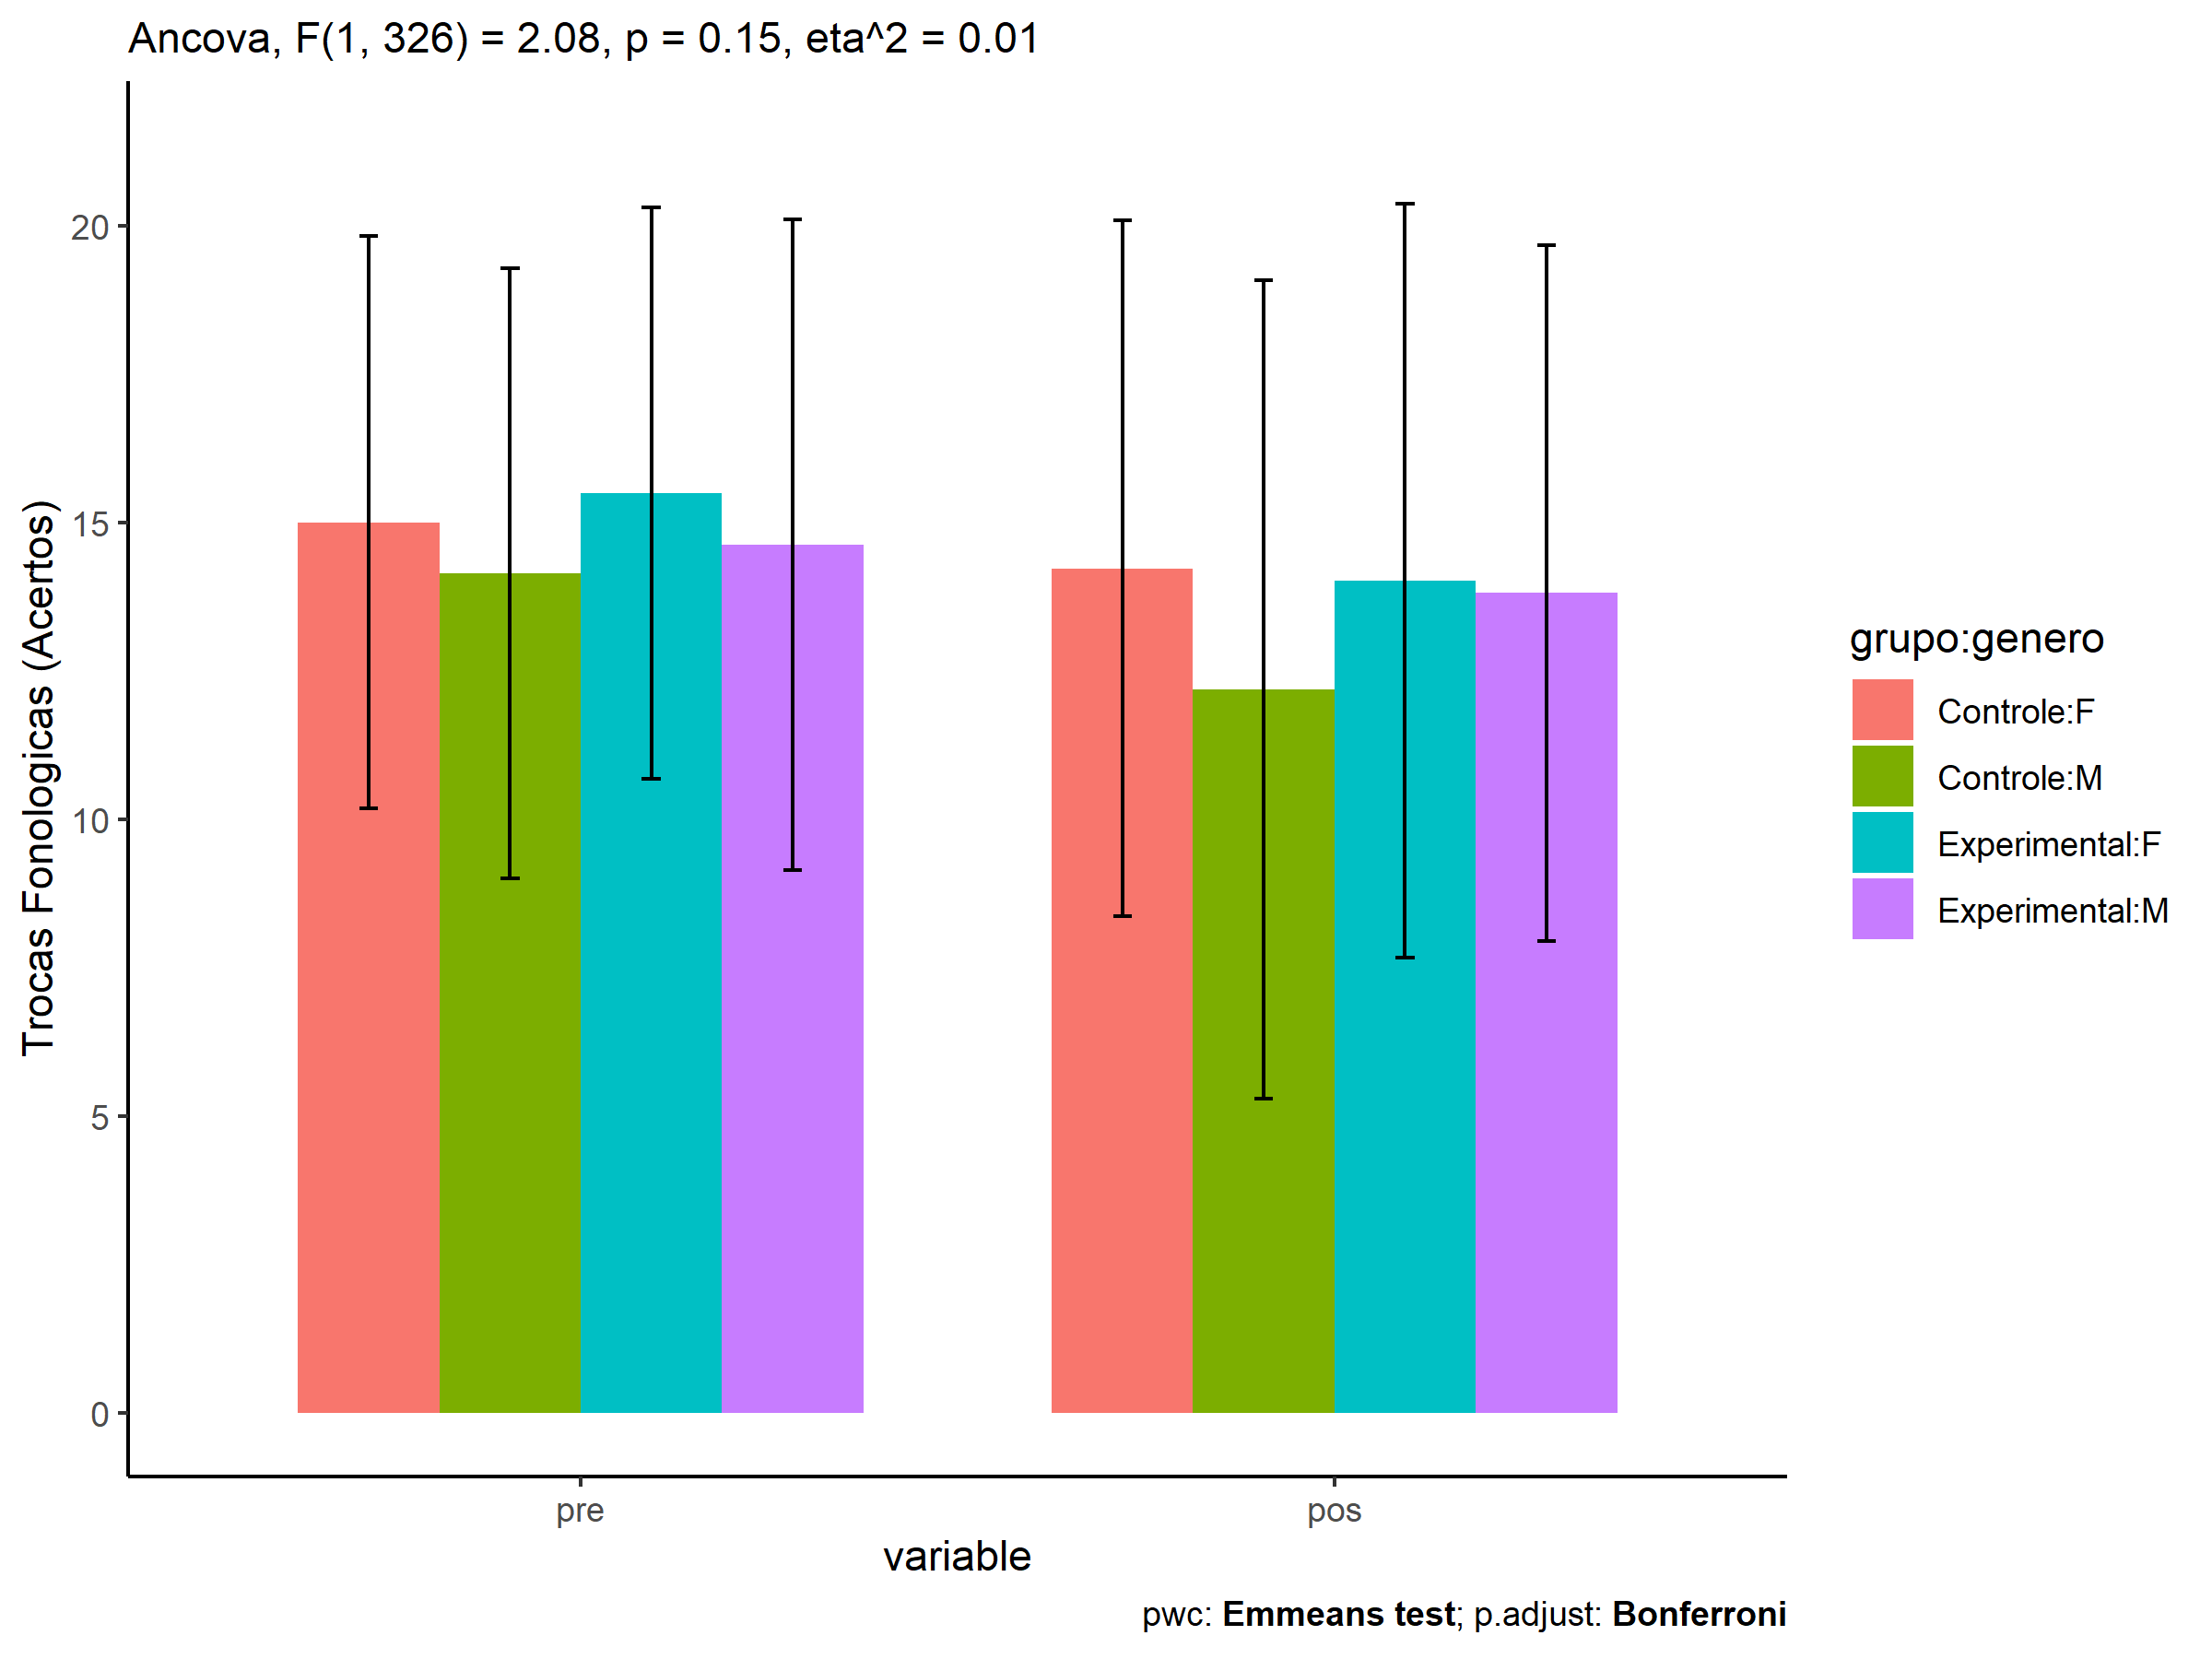 Ancova, F(1, 326) = 2.08, p = 0.15, eta^2 = 0.01
Trocas Fonologicas (Acertos)
20
15
10
5
0
pre
pos
variable
grupo:genero
Controle:F
Controle:M
Experimental:F
Experimental:M
pwc: Emmeans test; p.adjust: Bonferroni